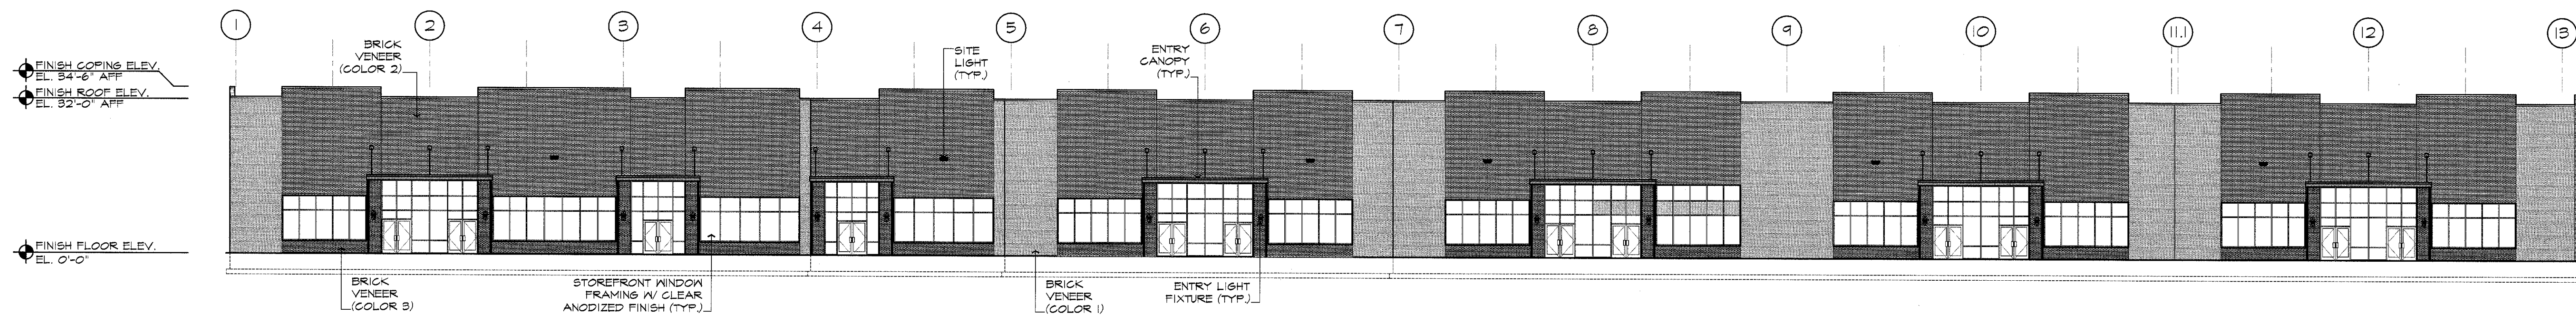 1 2 3 4 5 6 7 8 9 10 11.1 12 13
BRICK
VENEER
(COLOR 2)
SITE
LIGHT
(TYP.)
ENTRY
CANOPY
(TYP.)
FINISH COPING ELEV.
EL. 34'-6" AFF
FINISH ROOF ELEV.
EL. 32'-0" AFF
FINISH FLOOR ELEV.
EL. 0'-0"
BRICK
VENEER
(COLOR 3)
STOREFRONT WINDOW
FRAMING W/ CLEAR
ANODIZED FINISH (TYP.)
BRICK
VENEER
(COLOR 1)
ENTRY LIGHT
FIXTURE (TYP.)